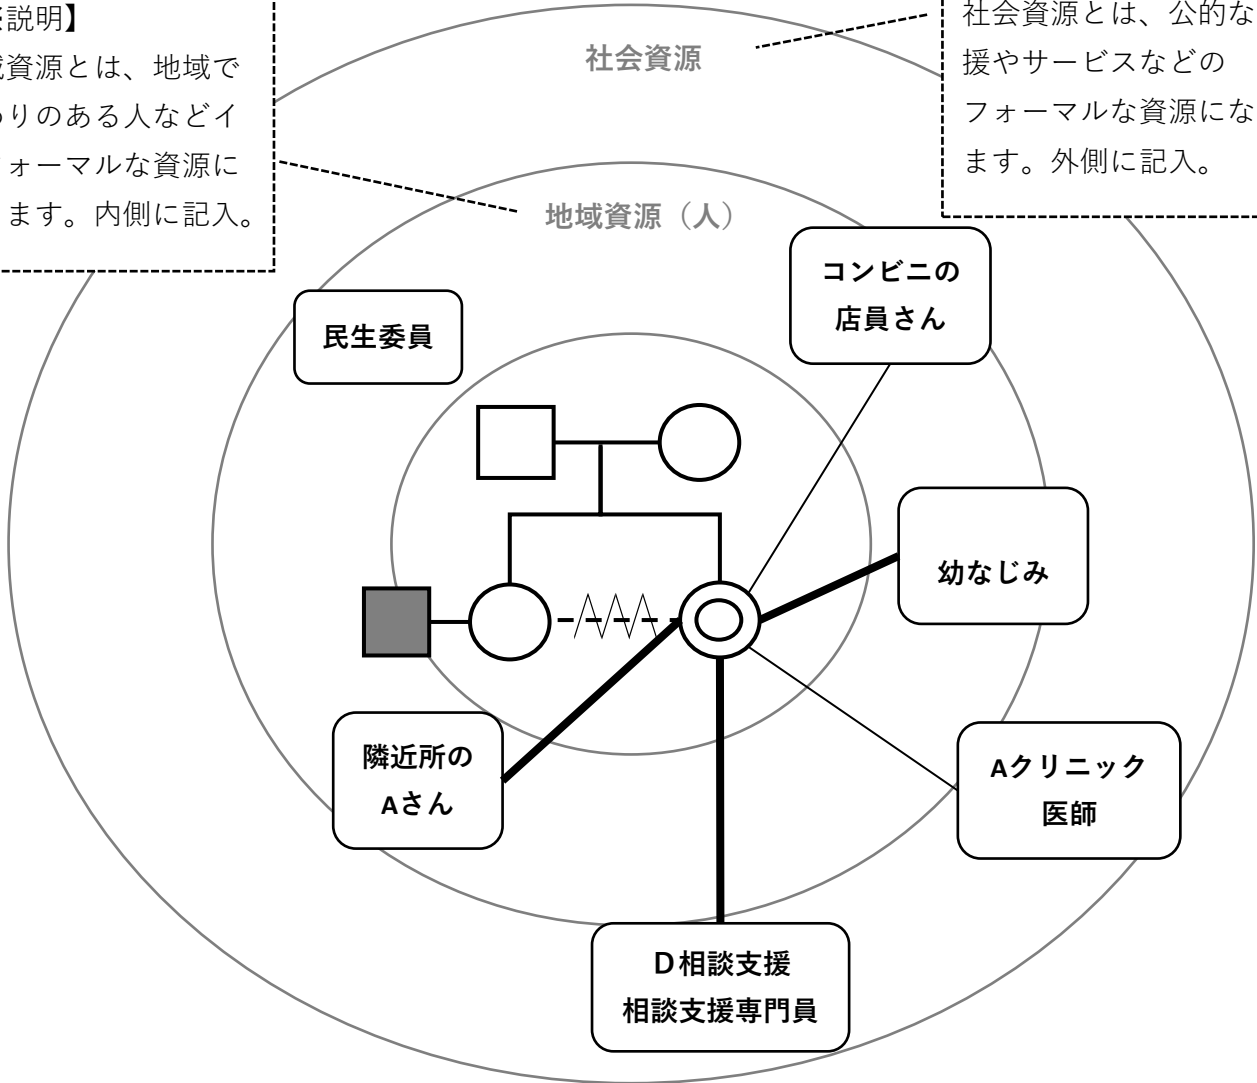 説明】
資源とは、地域で
りのある人などイ
ォーマルな資源に
ます。内側に記入。
社会資源
社会資源とは、公的な
援やサービスなどの
フォーマルな資源にな
ます。外側に記入。
地域資源（人）
コンビニの
店員さん
民生委員
幼なじみ
隣近所の
Aさん
Aクリニック
医師
D相談支援
相談支援専門員